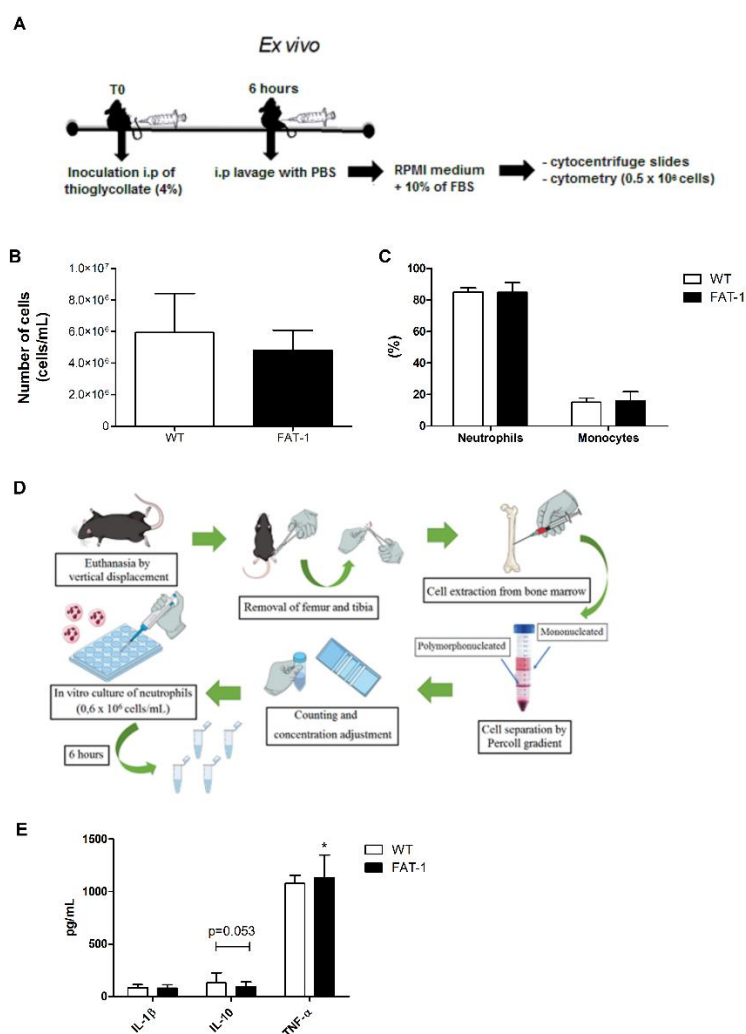 A
Ex vivo
T0
6 hours
Inoculation i.p of
thioglycollate (4%)
i.p lavage with PBS
RPMI medium
+ 10% of FBS
- cytocentrifuge slides
- cytometry (0.5 x 10⁶ cells)
B
Number of cells
(cells/mL)
1.0×10⁷
8.0×10⁶
6.0×10⁶
4.0×10⁶
2.0×10⁶
0
WT
FAT-1
C
(%)
100
80
60
40
20
0
Neutrophils
Monocytes
WT
FAT-1
D
Euthanasia by
vertical displacement
Removal of femur and tibia
Cell extraction from bone marrow
Mononucleated
Polymorphonucleated
Cell separation by
Percoll gradient
Counting and
concentration adjustment
In vitro culture of neutrophils
(0,6 x 10⁶ cells/mL)
6 hours
E
pg/mL
1500
1000
500
0
p=0.053
*
IL-1β
IL-10
TNF-α
WT
FAT-1